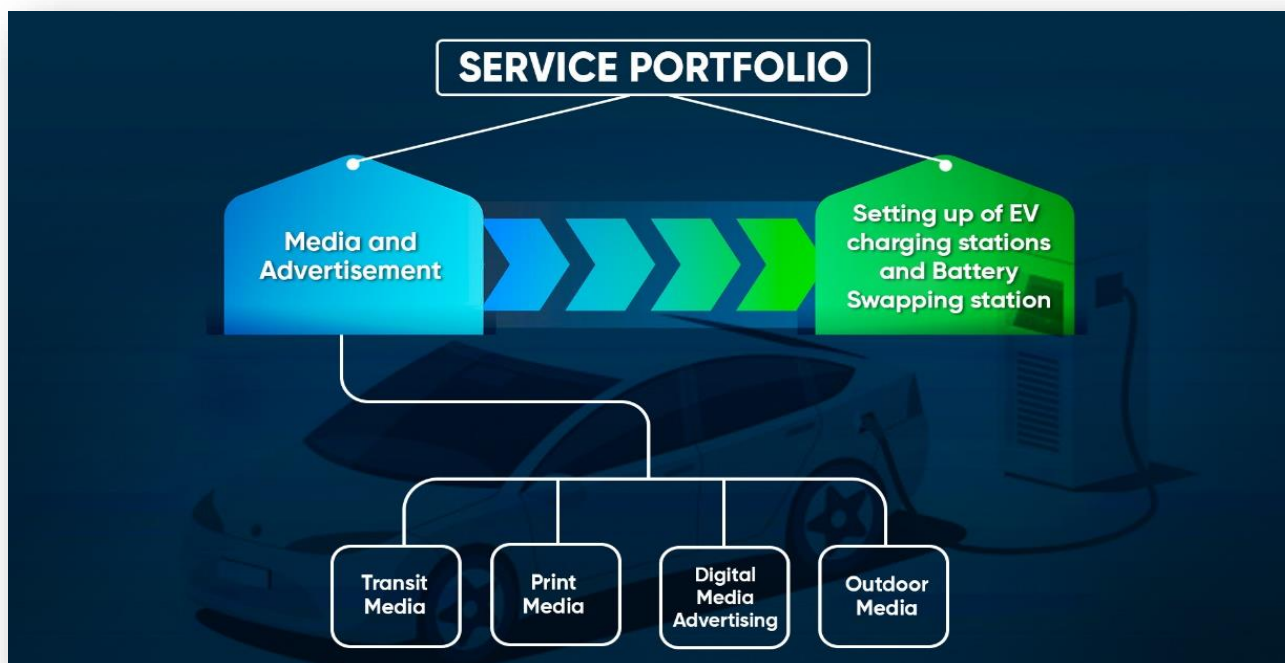 SERVICE PORTFOLIO
Media and
Advertisement
Setting up of EV
charging stations
and Battery
Swapping station
Transit
Media
Print
Media
Digital
Media
Advertising
Outdoor
Media